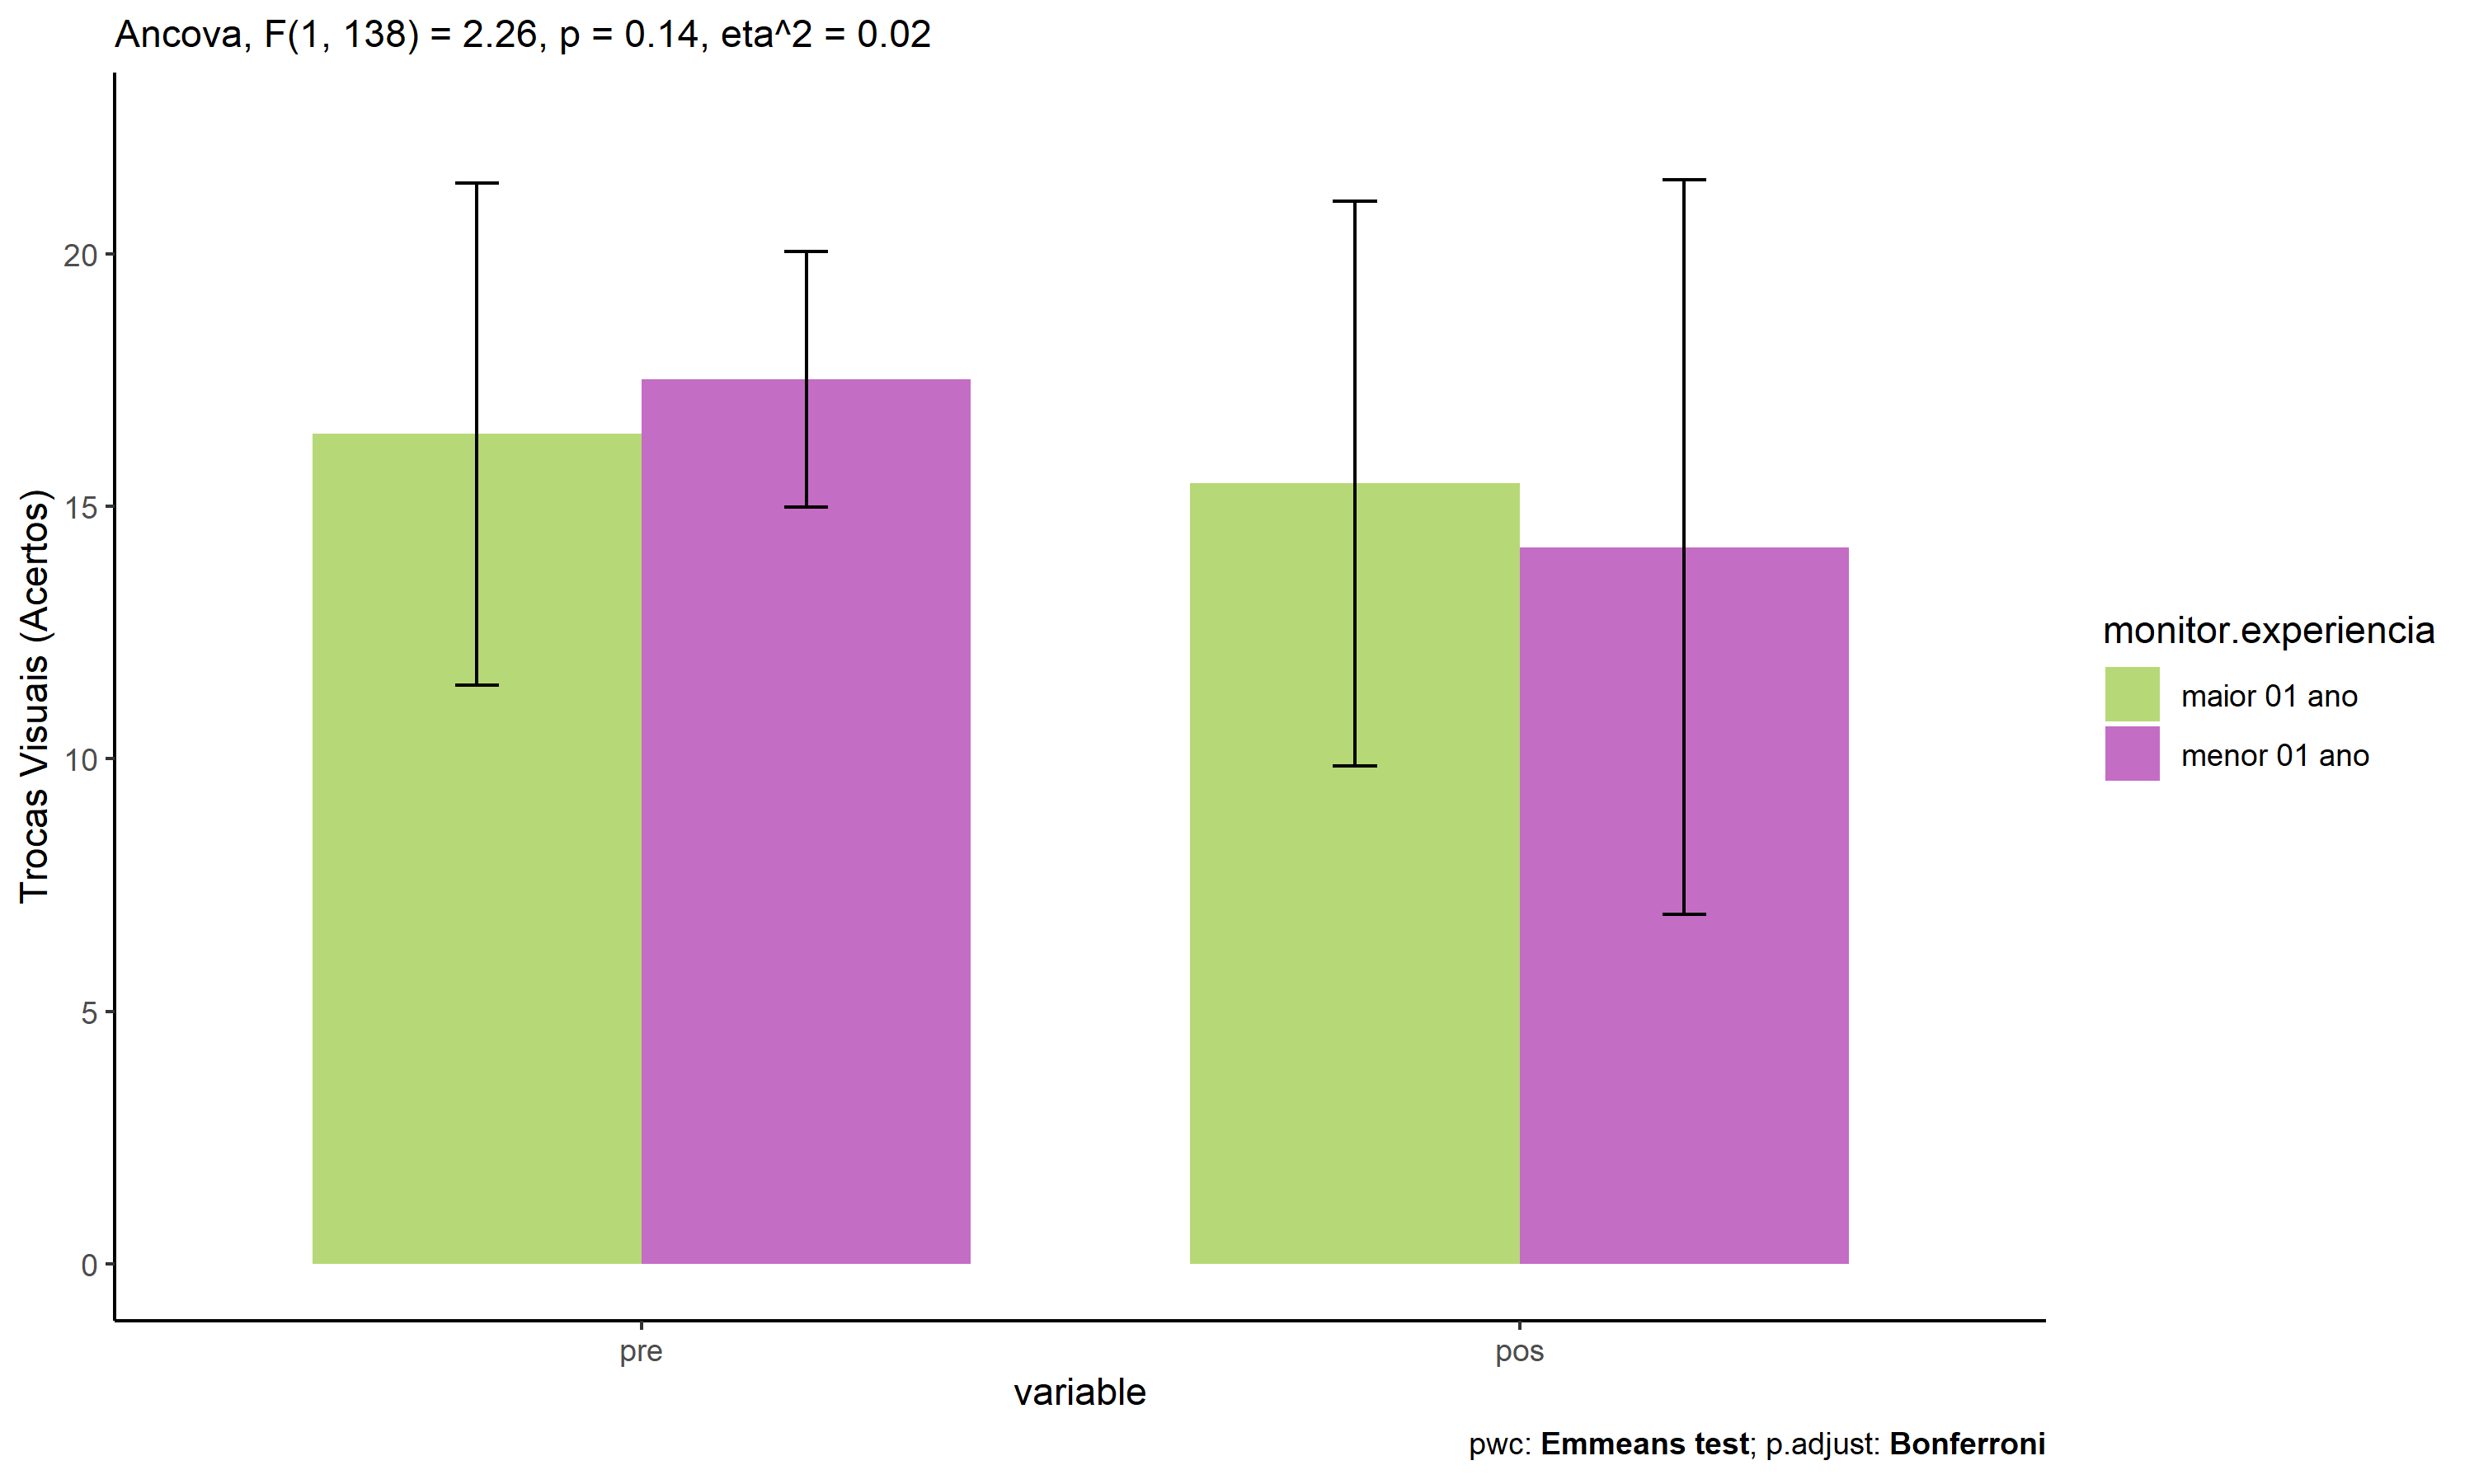 Ancova, F(1, 138) = 2.26, p = 0.14, eta^2 = 0.02
Trocas Visuais (Acertos)
20
15
10
5
0
pre
pos
variable
monitor.experiencia
maior 01 ano
menor 01 ano
pwc: Emmeans test; p.adjust: Bonferroni